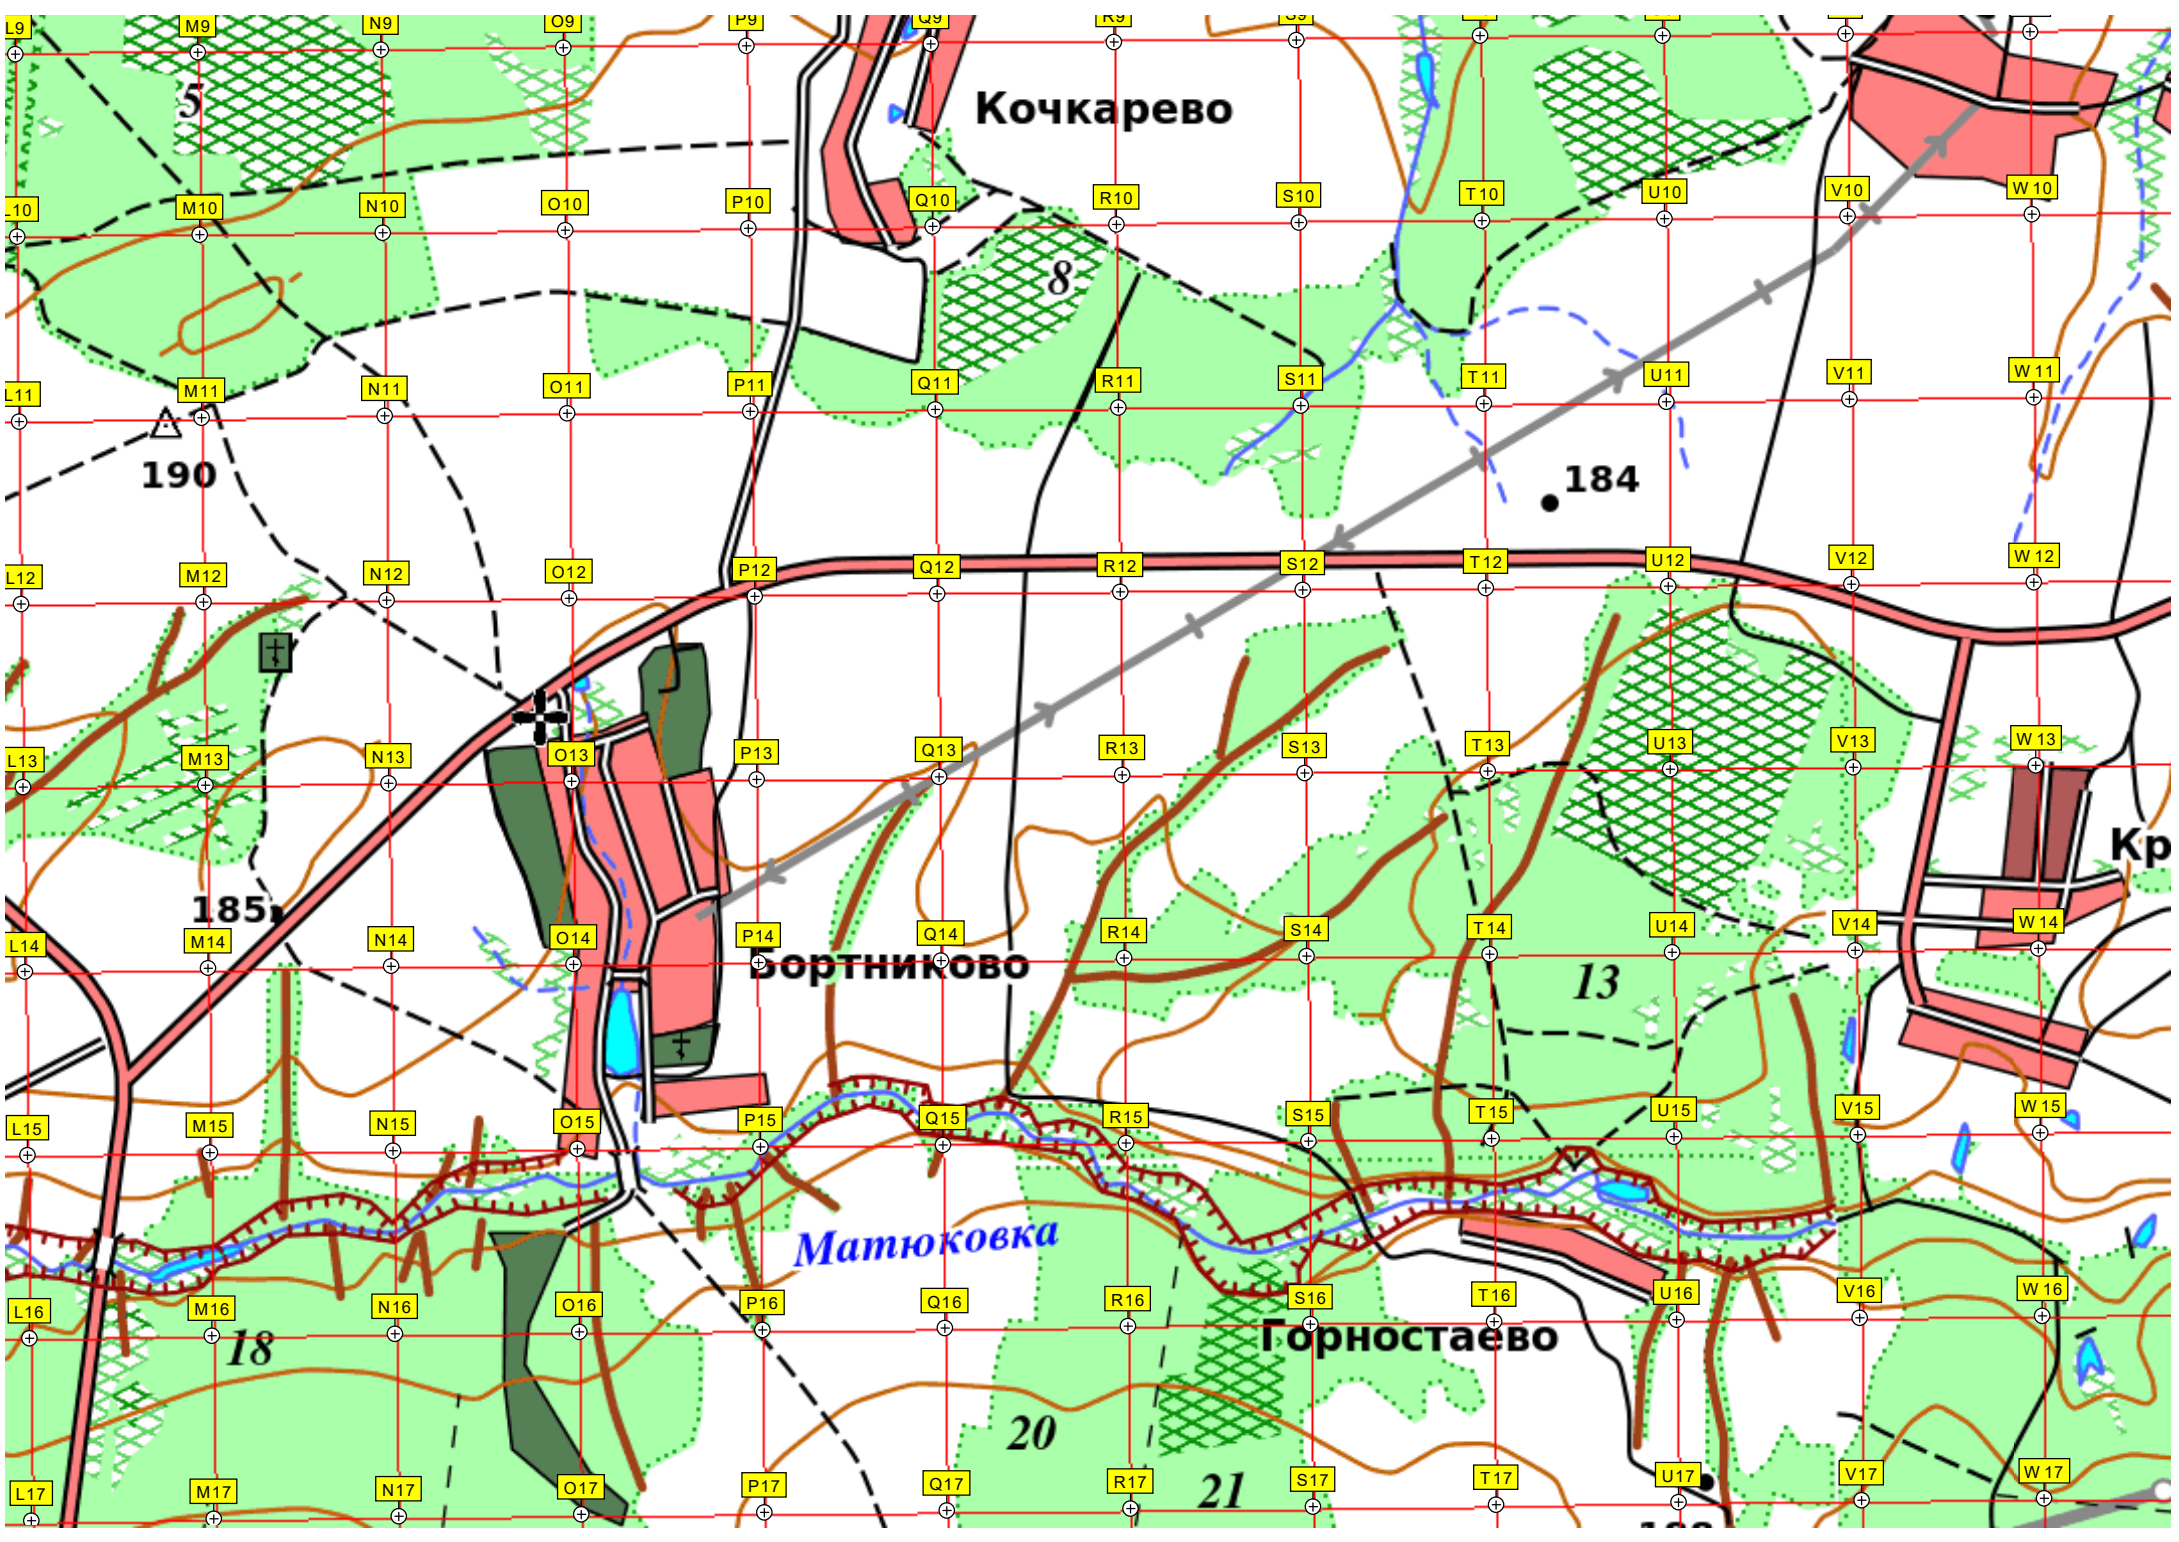 L9 M9 N9 O9 P9 Q9 R9 S9
5
Кочкарево
L10 M10 N10 O10 P10 Q10 R10 S10 T10 U10 V10 W10
8
L11 M11 N11 O11 P11 Q11 R11 S11 T11 U11 V11 W11
190
184
L12 M12 N12 O12 P12 Q12 R12 S12 T12 U12 V12 W12
L13 M13 N13 O13 P13 Q13 R13 S13 T13 U13 V13 W13
Кр
185
L14 M14 N14 O14 P14 Q14 R14 S14 T14 U14 V14 W14
Бортниково
13
L15 M15 N15 O15 P15 Q15 R15 S15 T15 U15 V15 W15
Матюковка
L16 M16 N16 O16 P16 Q16 R16 S16 T16 U16 V16 W16
18
Горностаево
20
21
L17 M17 N17 O17 P17 Q17 R17 S17 T17 U17 V17 W17